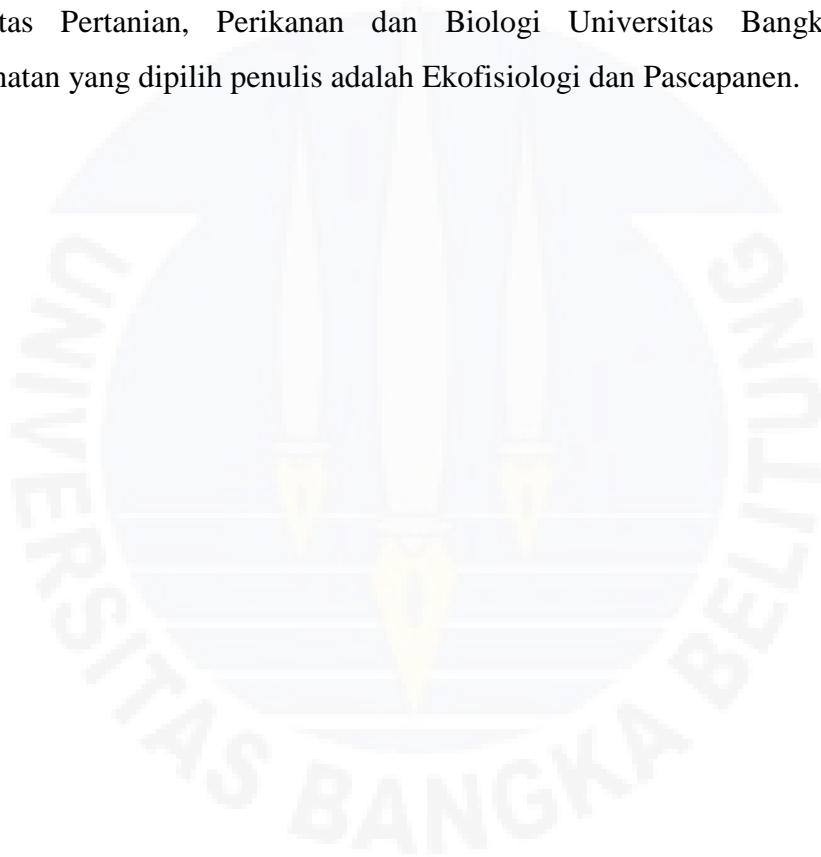 tas Pertanian, Perikanan dan Biologi Universitas Bangk
natan yang dipilih penulis adalah Ekofisiologi dan Pascapanen.
UNIVERSITAS BANGKA BELITUNG